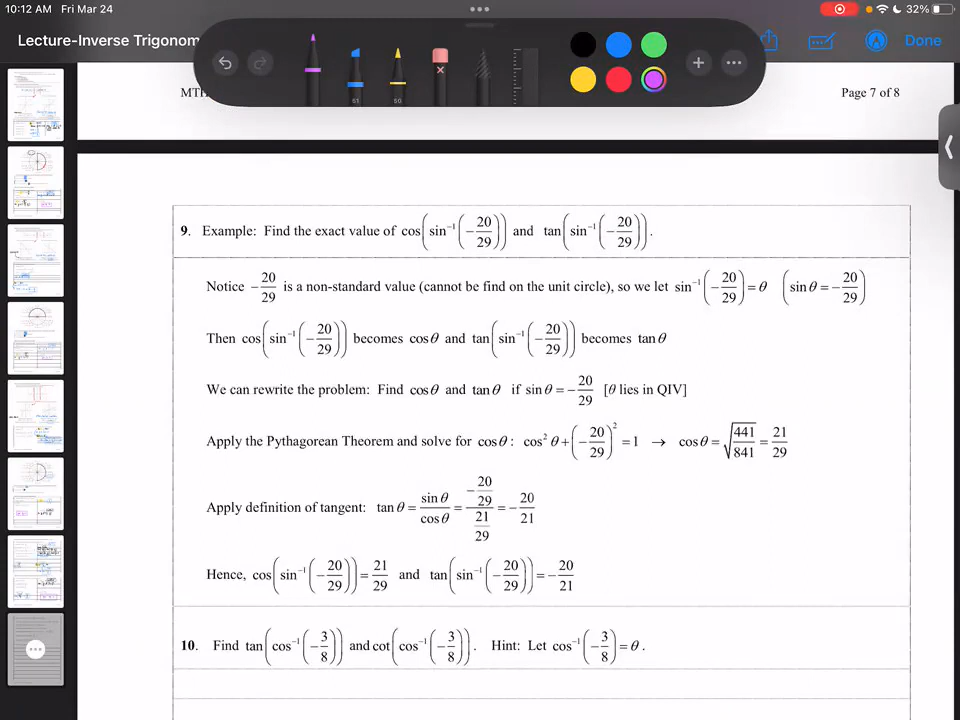 10:12 AM Fri Mar 24
32%
Lecture-Inverse Trigonom
Done
51
50
MTH
Page 7 of 8
9. Example: Find the exact value of cos(sin⁻¹(−20/29)) and tan(sin⁻¹(−20/29)).
Notice −20/29 is a non-standard value (cannot be found on the unit circle), so we let sin⁻¹(−20/29) = θ (sin θ = −20/29)
Then cos(sin⁻¹(−20/29)) becomes cos θ and tan(sin⁻¹(−20/29)) becomes tan θ
We can rewrite the problem: Find cos θ and tan θ if sin θ = −20/29 [θ lies in QIV]
Apply the Pythagorean Theorem and solve for cos θ: cos² θ + (−20/29)² = 1 → cos θ = √(441/841) = 21/29
Apply definition of tangent: tan θ = sin θ/cos θ = (−20/29)/(21/29) = −20/21
Hence, cos(sin⁻¹(−20/29)) = 21/29 and tan(sin⁻¹(−20/29)) = −20/21
10. Find tan(cos⁻¹(−3/8)) and cot(cos⁻¹(−3/8)). Hint: Let cos⁻¹(−3/8) = θ.